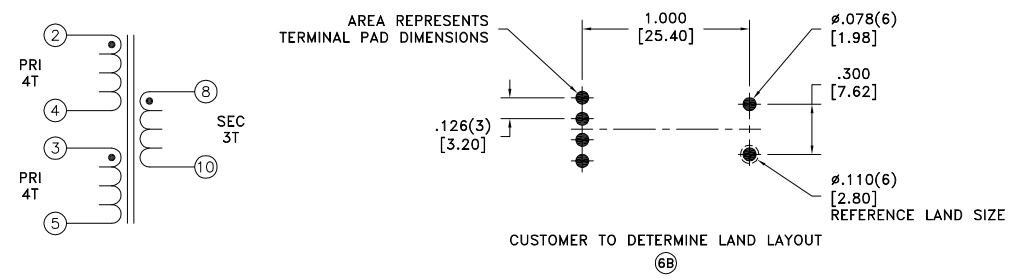 2
PRI
4T
4
3
PRI
4T
5
8
SEC
3T
10
AREA REPRESENTS
TERMINAL PAD DIMENSIONS
1.000
[25.40]
ø.078(6)
[1.98]
.300
[7.62]
.126(3)
[3.20]
ø.110(6)
[2.80]
REFERENCE LAND SIZE
CUSTOMER TO DETERMINE LAND LAYOUT
6B